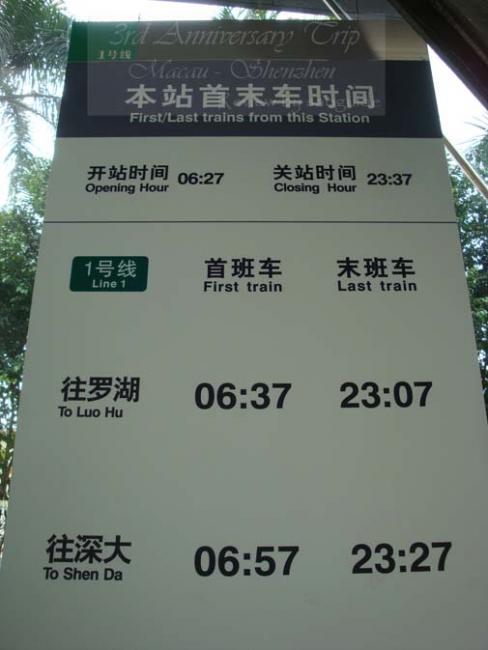 3rd Anniversary Trip
1号线
Macau - Shenzhen
本站首末车时间
First/Last trains from this Station
开站时间 06:27 关站时间 23:37
Opening Hour Closing Hour
1号线 首班车 末班车
Line 1 First train Last train
往罗湖 06:37 23:07
To Luo Hu
往深大 06:57 23:27
To Shen Da